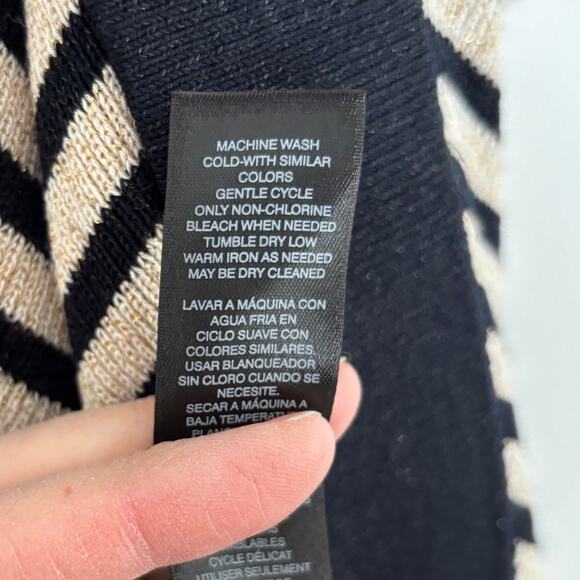 MACHINE WASH
COLD-WITH SIMILAR
COLORS
GENTLE CYCLE
ONLY NON-CHLORINE
BLEACH WHEN NEEDED
TUMBLE DRY LOW
WARM IRON AS NEEDED
MAY BE DRY CLEANED
LAVAR A MÁQUINA CON
AGUA FRIA EN
CICLO SUAVE CON
COLORES SIMILARES,
USAR BLANQUEADOR
SIN CLORO CUANDO SE
NECESITE.
SECAR A MÁQUINA A
BAJA
CYCLE DÉLICAT
UTILISER SEULEMENT